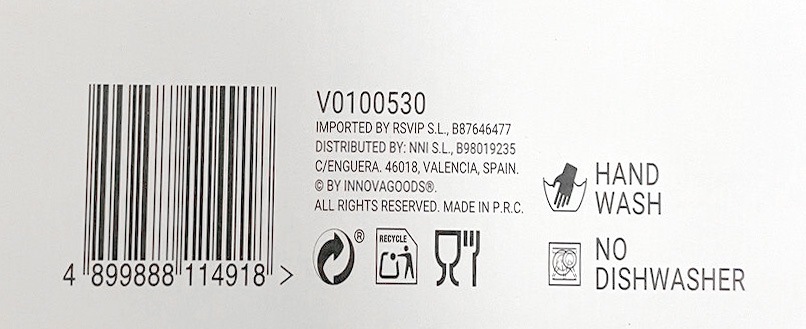 V0100530
IMPORTED BY RSVIP S.L., B87646477
DISTRIBUTED BY: NNI S.L., B98019235
C/ENGUERA. 46018, VALENCIA, SPAIN.
© BY INNOVAGOODS®.
ALL RIGHTS RESERVED. MADE IN P.R.C.
HAND
WASH
®
RECYCLE
NO
DISHWASHER
4 899888 114918 >